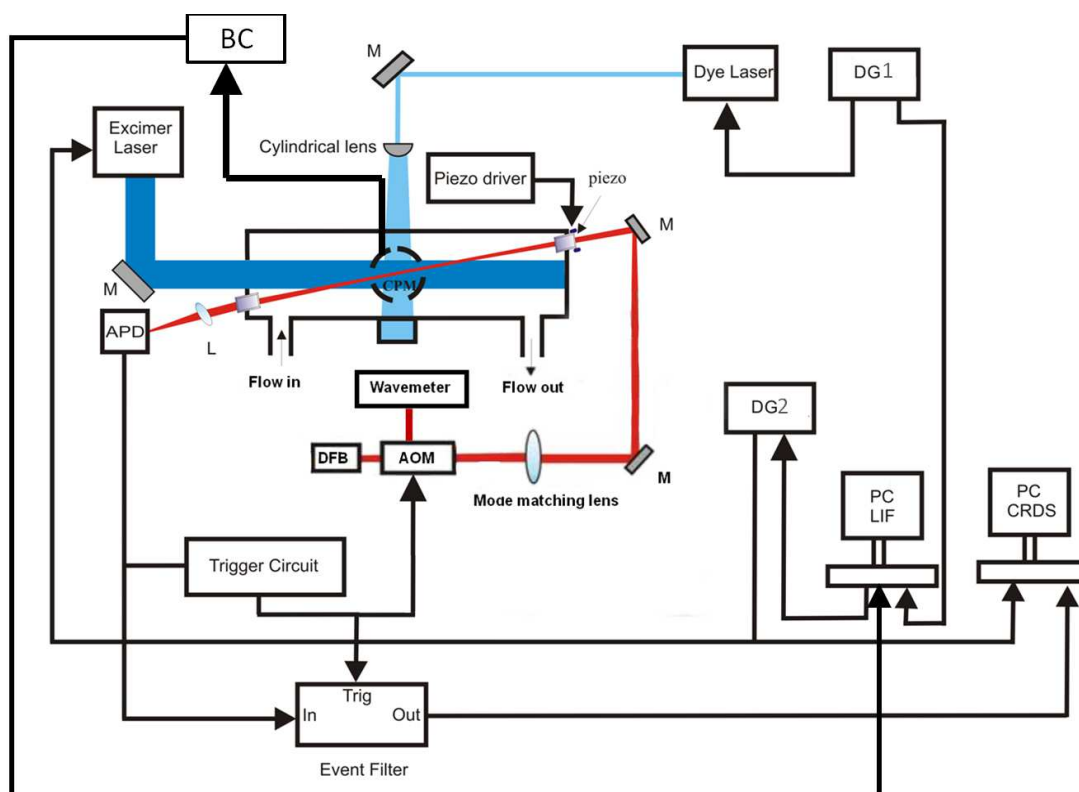 BC
M
Dye Laser
DG1
Excimer
Laser
Cylindrical lens
Piezo driver
piezo
M
M
CPM
APD
L
Flow in
Flow out
Wavemeter
DG2
DFB
AOM
M
Mode matching lens
PC
LIF
PC
CRDS
Trigger Circuit
Trig
In
Out
Event Filter